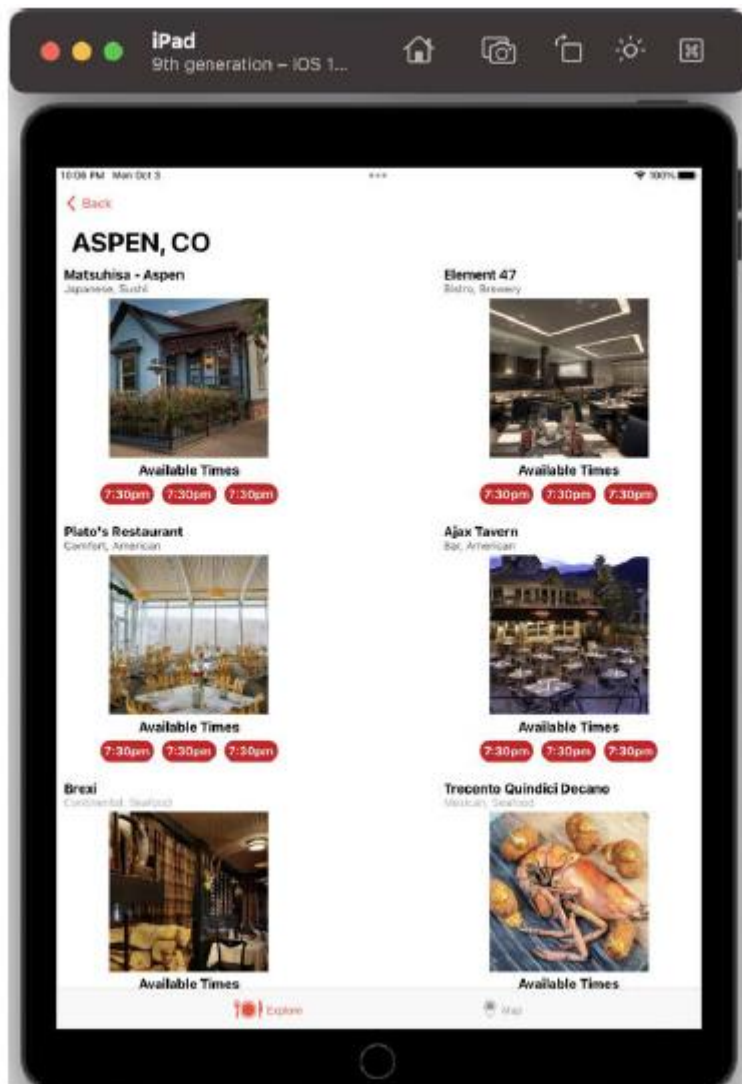 iPad
9th generation – iOS 1...
10:06 PM Mon Oct 3
100%
Back
ASPEN, CO
Matsuhisa - Aspen
Japanese, Sushi
Available Times
7:30pm 7:30pm 7:30pm
Element 47
Bistro, Brewery
Available Times
7:30pm 7:30pm 7:30pm
Plato's Restaurant
Comfort, American
Available Times
7:30pm 7:30pm 7:30pm
Ajax Tavern
Bar, American
Available Times
7:30pm 7:30pm 7:30pm
Brexi
Continental, Seafood
Available Times
Trecento Quindici Decano
Mexican, Seafood
Available Times
Explore
Map